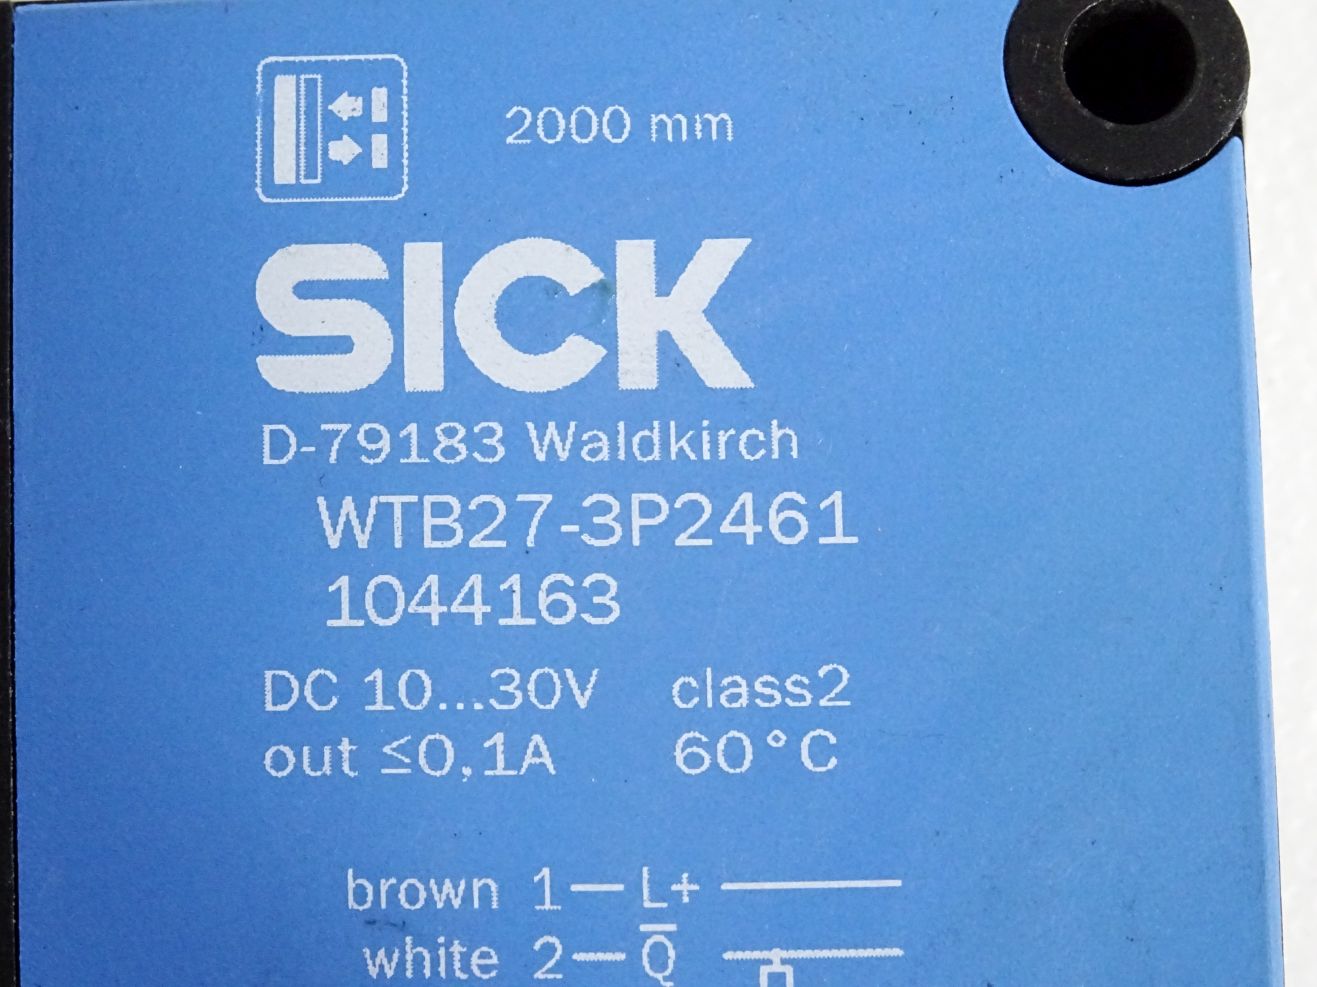 2000 mm
SICK
D-79183 Waldkirch
WTB27-3P2461
1044163
DC 10...30V class2
out ≤0,1A 60°C
brown 1 — L+
white 2 — Q̅